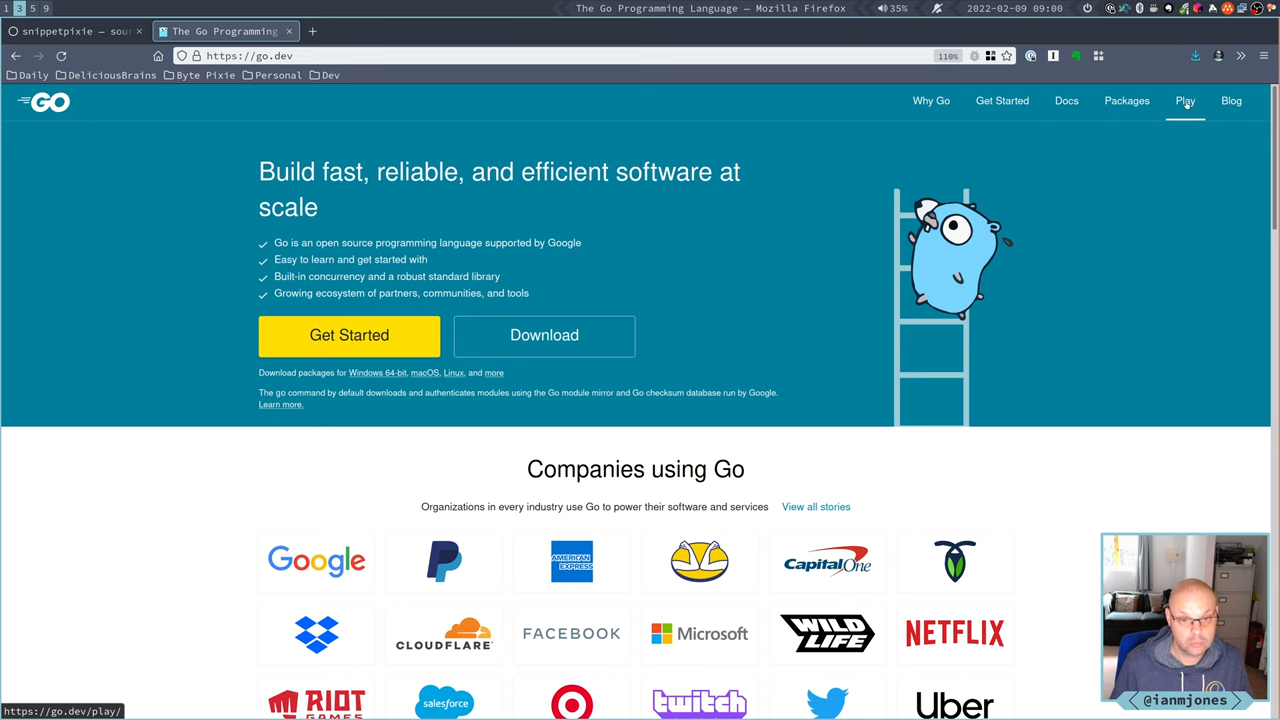 1 3 5 9
The Go Programming Language — Mozilla Firefox
35%
2022-02-09 09:00
snippetpixie — sour
The Go Programming
https://go.dev
110%
Daily
DeliciousBrains
Byte Pixie
Personal
Dev
GO
Why Go
Get Started
Docs
Packages
Play
Blog
Build fast, reliable, and efficient software at
scale
Go is an open source programming language supported by Google
Easy to learn and get started with
Built-in concurrency and a robust standard library
Growing ecosystem of partners, communities, and tools
Get Started
Download
Download packages for Windows 64-bit, macOS, Linux, and more
The go command by default downloads and authenticates modules using the Go module mirror and Go checksum database run by Google.
Learn more.
Companies using Go
Organizations in every industry use Go to power their software and services
View all stories
Google
AMERICAN EXPRESS
Capital One
CLOUDFLARE
FACEBOOK
Microsoft
WILD LIFE
NETFLIX
RIOT GAMES
salesforce
twitch
Uber
https://go.dev/play/
@ianmjones